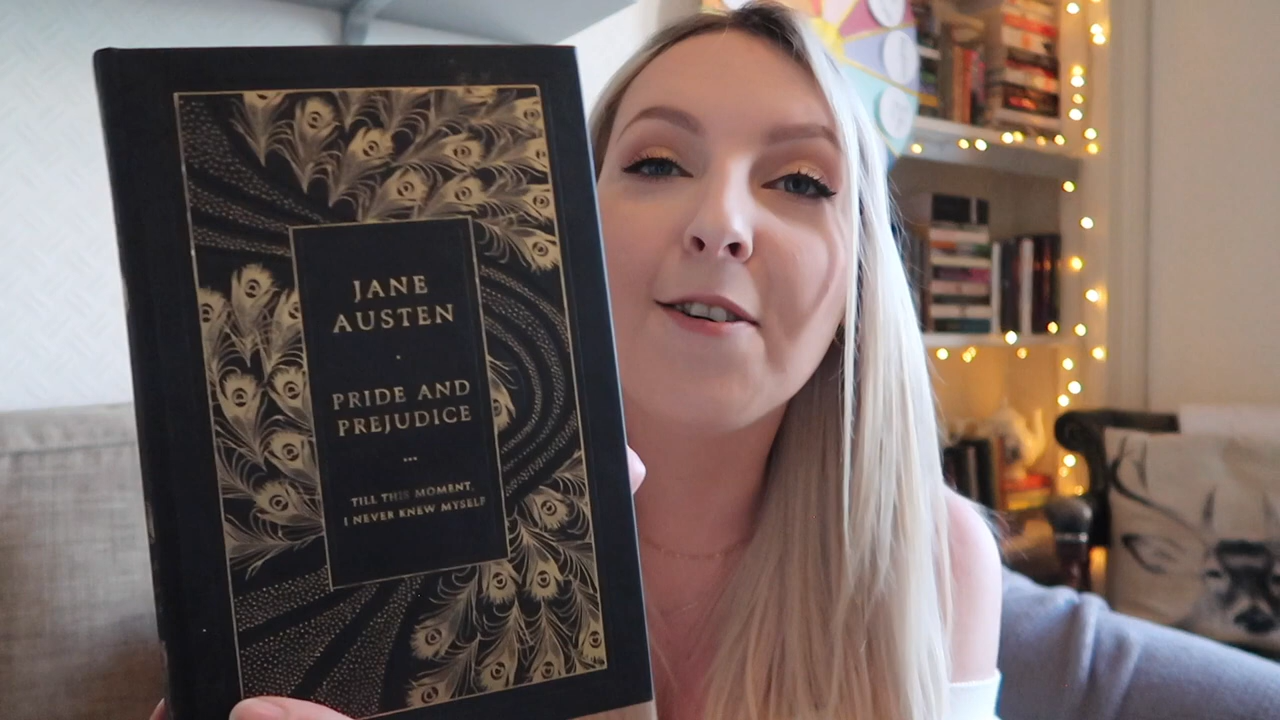 JANE
AUSTEN
PRIDE AND
PREJUDICE
TILL THIS MOMENT,
I NEVER KNEW MYSELF